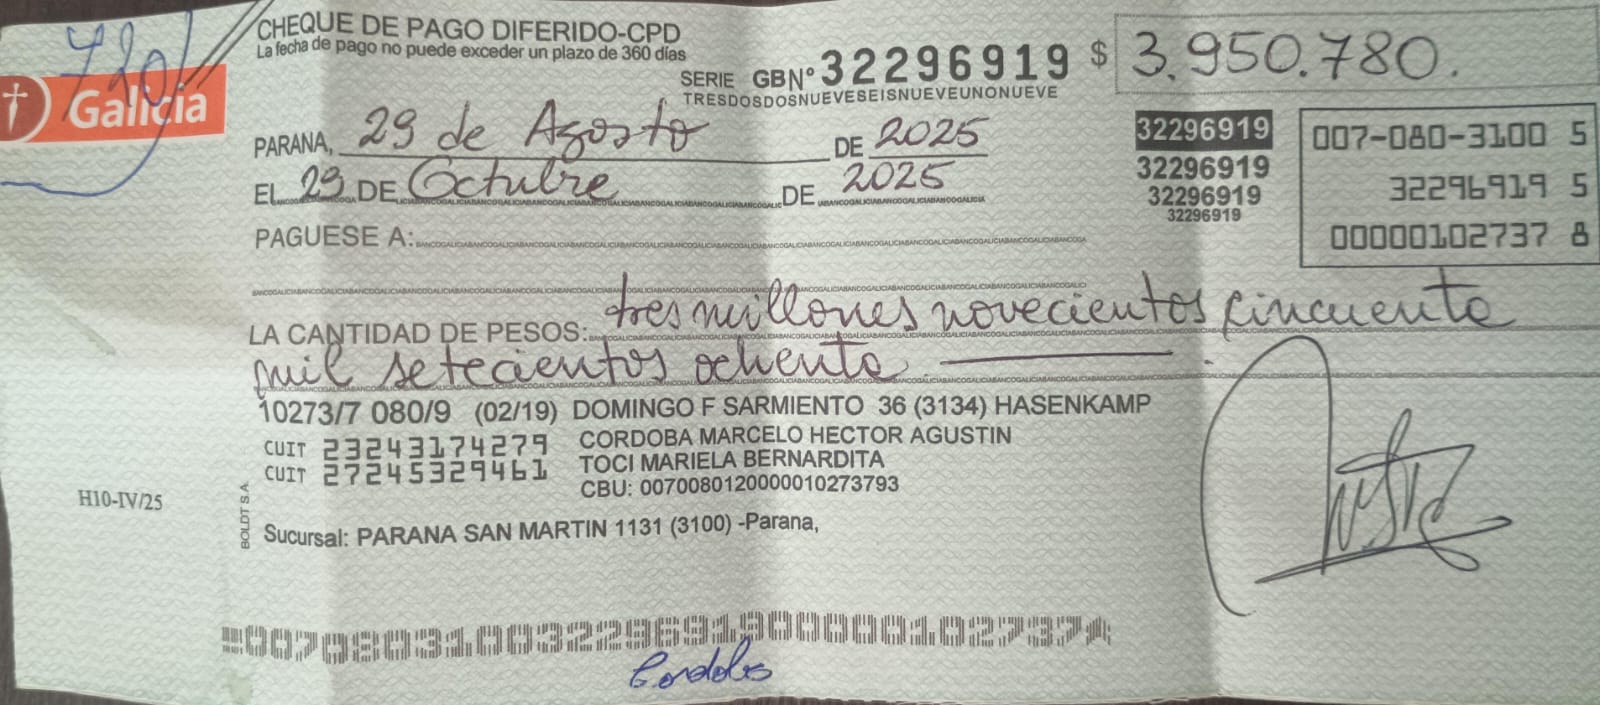 720
CHEQUE DE PAGO DIFERIDO-CPD
La fecha de pago no puede exceder un plazo de 360 días
SERIE GB Nº 32296919 $ 3.950.780.
TRESDOSDOSNUEVESEISNUEVEUNONUEVE
Galicia
PARANA, 29 de Agosto DE 2025
EL 29 DE Octubre DE 2025
32296919
32296919
32296919
32296919
007-080-3100 5
32296919 5
00000102737 8
PAGUESE A:
LA CANTIDAD DE PESOS: tres millones novecientos cincuenta
mil setecientos ochenta
10273/7 080/9 (02/19) DOMINGO F SARMIENTO 36 (3134) HASENKAMP
CUIT 23243174279 CORDOBA MARCELO HECTOR AGUSTIN
CUIT 27245329461 TOCI MARIELA BERNARDITA
CBU: 0070080120000010273793
H10-IV/25
BOLDT S.A.
Sucursal: PARANA SAN MARTIN 1131 (3100) -Parana,
00708031003229691900000102737
Cordoba